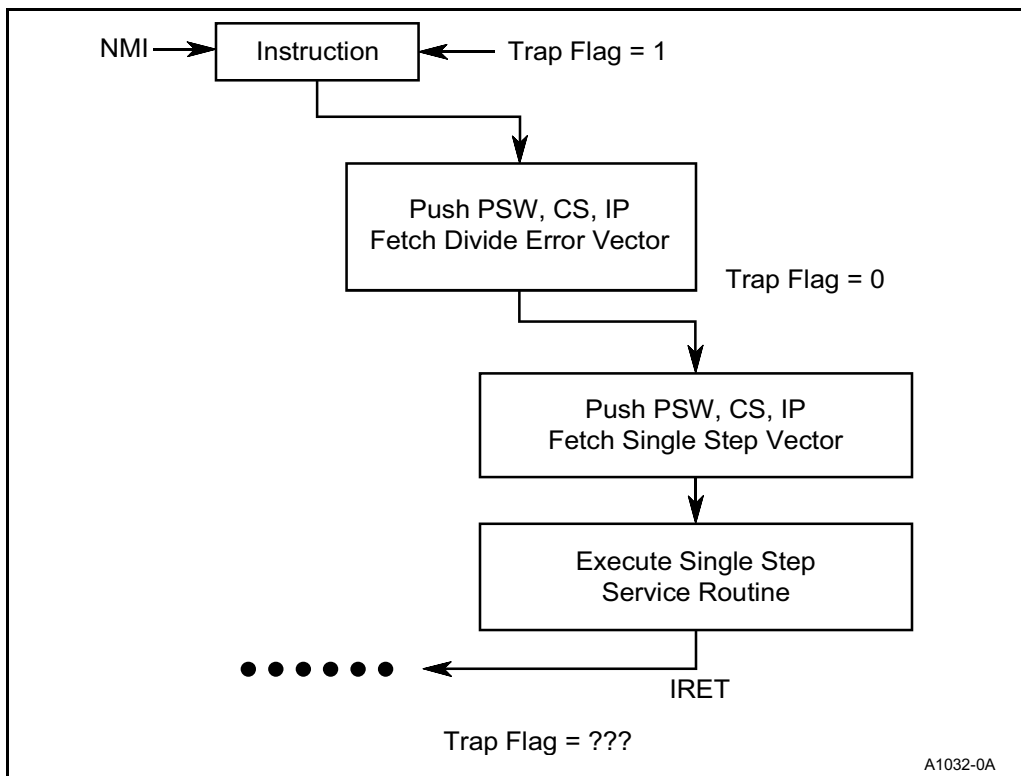 NMI
Instruction
Trap Flag = 1
Push PSW, CS, IP
Fetch Divide Error Vector
Trap Flag = 0
Push PSW, CS, IP
Fetch Single Step Vector
Execute Single Step
Service Routine
IRET
Trap Flag = ???
A1032-0A